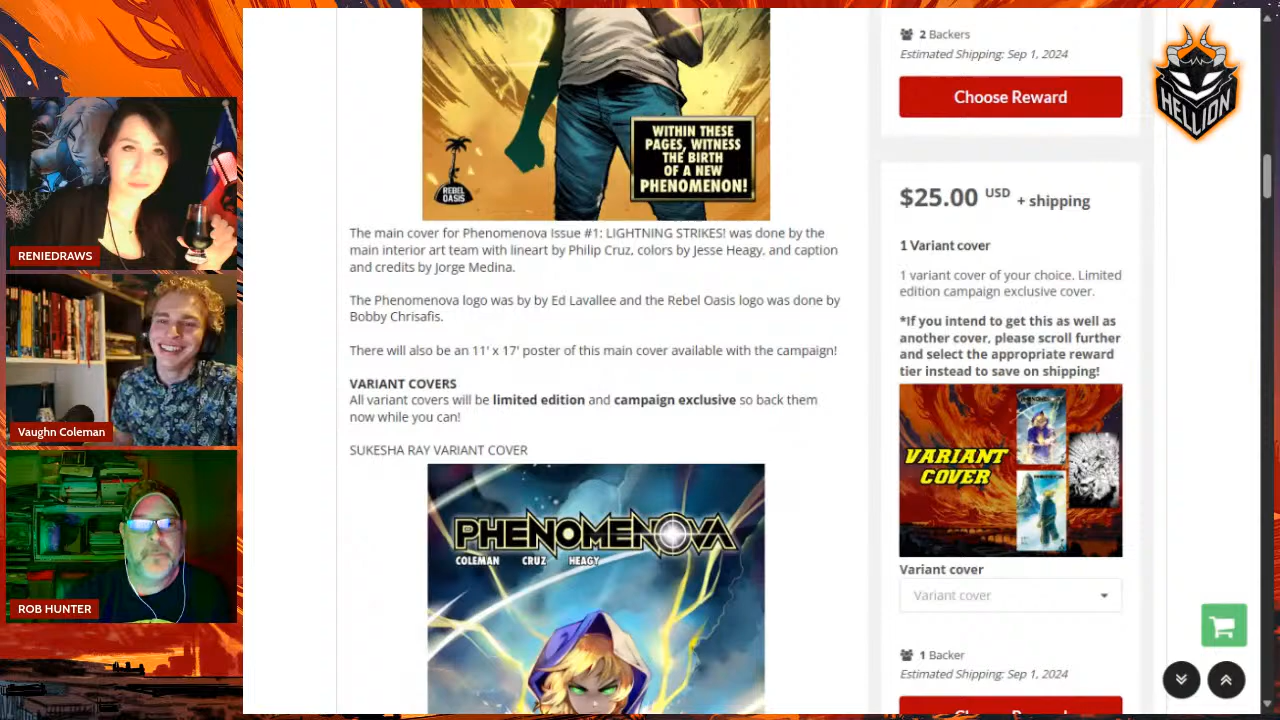 RENIEDRAWS
Vaughn Coleman
ROB HUNTER
WITHIN THESE
PAGES, WITNESS
THE BIRTH
OF A NEW
PHENOMENON!
REBEL
OASIS
The main cover for Phenomenova Issue #1: LIGHTNING STRIKES! was done by the
main interior art team with lineart by Philip Cruz, colors by Jesse Heagy, and caption
and credits by Jorge Medina.
The Phenomenova logo was by by Ed Lavallee and the Rebel Oasis logo was done by
Bobby Chrisafis.
There will also be an 11' x 17' poster of this main cover available with the campaign!
VARIANT COVERS
All variant covers will be limited edition and campaign exclusive so back them
now while you can!
SUKESHA RAY VARIANT COVER
PHENOMENOVA
COLEMAN CRUZ HEAGY
2 Backers
Estimated Shipping: Sep 1, 2024
Choose Reward
$25.00 USD + shipping
1 Variant cover
1 variant cover of your choice. Limited
edition campaign exclusive cover.
*If you intend to get this as well as
another cover, please scroll further
and select the appropriate reward
tier instead to save on shipping!
VARIANT
COVER
PHENOMENOVA
PHENOMENOVA
Variant cover
Variant cover
1 Backer
Estimated Shipping: Sep 1, 2024
Choose Reward
HELLION